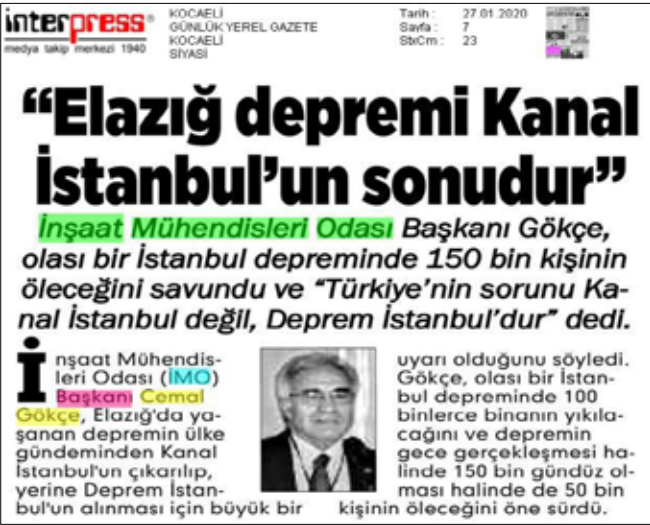 interpress
medya takip merkezi 1940
KOCAELİ
GÜNLÜK YEREL GAZETE
KOCAELİ
SİYASİ
Tarih : 27.01.2020
Sayfa : 7
StxCm : 23
“Elazığ depremi Kanal
İstanbul’un sonudur”
İnşaat Mühendisleri Odası Başkanı Gökçe,
olası bir İstanbul depreminde 150 bin kişinin
öleceğini savundu ve “Türkiye’nin sorunu Ka-
nal İstanbul değil, Deprem İstanbul’dur” dedi.
İnşaat Mühendis-
leri Odası (İMO)
Başkanı Cemal
Gökçe, Elazığ'da ya-
şanan depremin ülke
gündeminden Kanal
İstanbul'un çıkarılıp,
yerine Deprem İstan-
bul'un alınması için büyük bir
uyarı olduğunu söyledi.
Gökçe, olası bir İstan-
bul depreminde 100
binlerce binanın yıkıla-
cağını ve depremin
gece gerçekleşmesi ha-
linde 150 bin gündüz ol-
ması halinde de 50 bin
kişinin öleceğini öne sürdü.